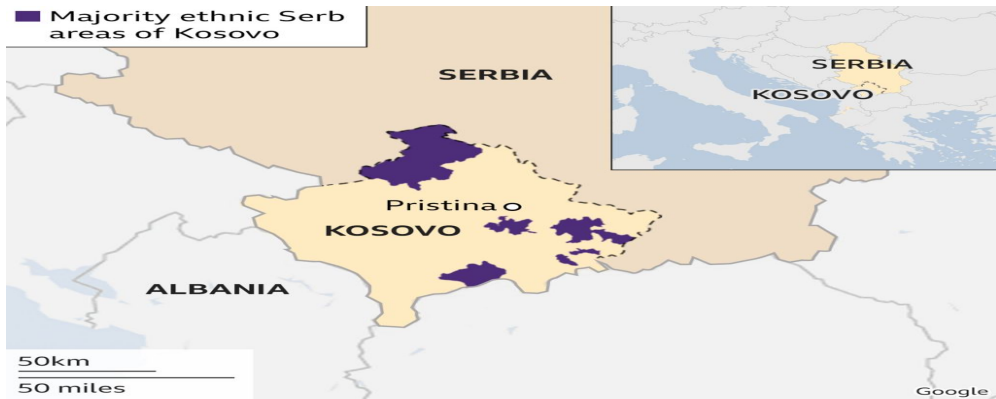 Majority ethnic Serb
areas of Kosovo
SERBIA
SERBIA
KOSOVO
Pristina
KOSOVO
ALBANIA
50km
50 miles
Google